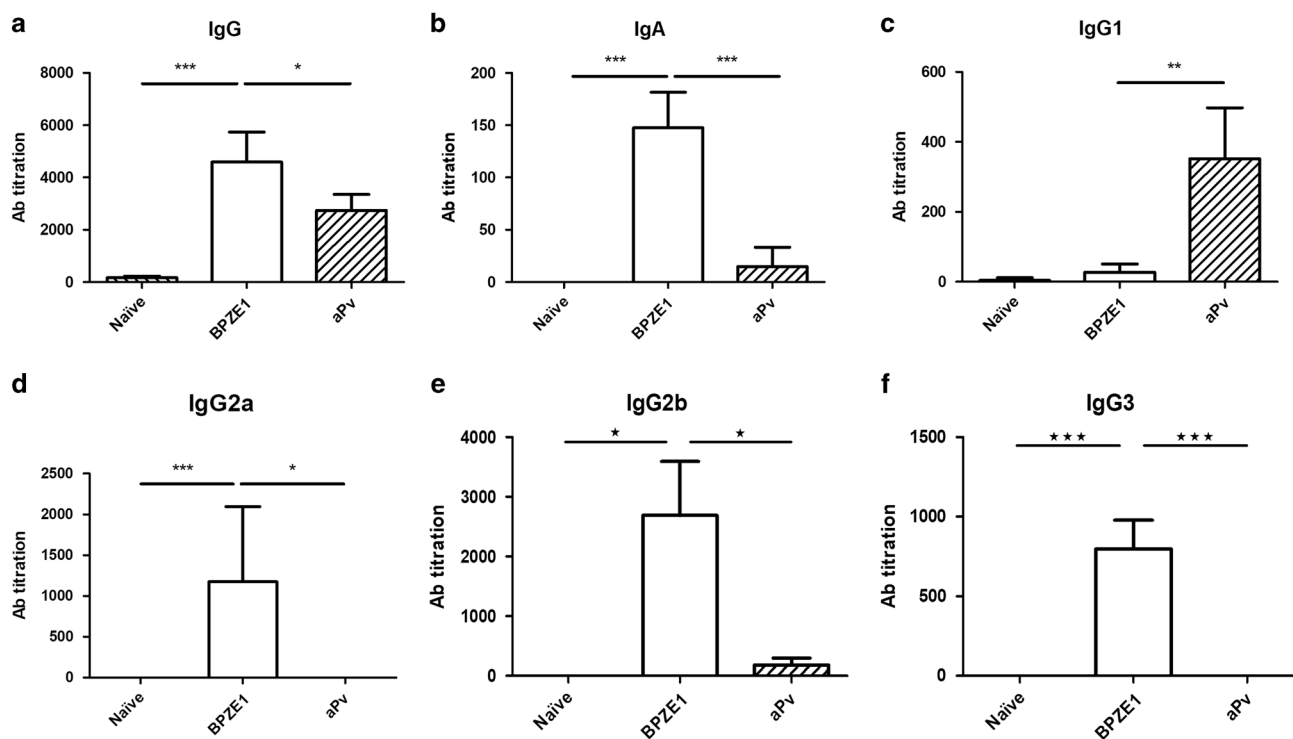 a
IgG
Ab titration
8000
6000
4000
2000
0
***
*
Naïve
BPZE1
aPv
b
IgA
Ab titration
200
150
100
50
0
***
***
Naïve
BPZE1
aPv
c
IgG1
Ab titration
600
400
200
0
**
Naïve
BPZE1
aPv
d
IgG2a
Ab titration
2500
2000
1500
1000
500
0
***
*
Naïve
BPZE1
aPv
e
IgG2b
Ab titration
4000
3000
2000
1000
0
★
★
Naïve
BPZE1
aPv
f
IgG3
Ab titration
1500
1000
500
0
★★★
★★★
Naïve
BPZE1
aPv